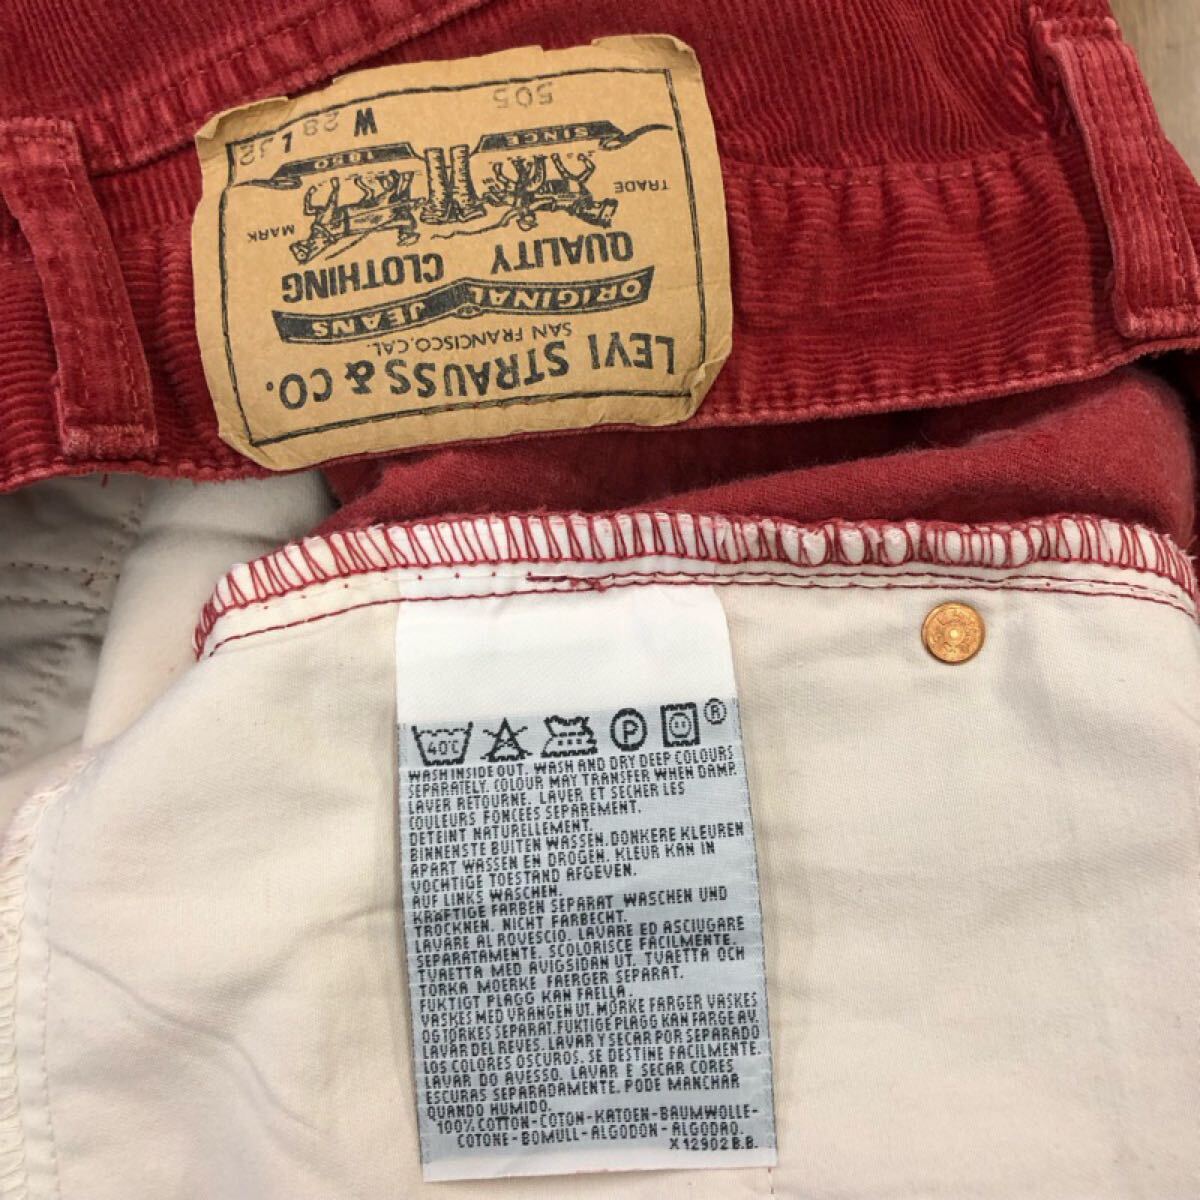 LEVI STRAUSS & CO.
SAN FRANCISCO, CAL.
ORIGINAL JEANS
QUALITY CLOTHING
TRADE MARK
SINCE 1850
505 W 28 L 32
40°C P ®
WASH INSIDE OUT. WASH AND DRY DEEP COLOURS
SEPARATELY. COLOUR MAY TRANSFER WHEN DAMP.
LAVER RETOURNE. LAVER ET SECHER LES
COULEURS FONCEES SEPAREMENT.
DETEINT NATURELLEMENT.
BINNENSTE BUITEN WASSEN. DONKERE KLEUREN
APART WASSEN EN DROGEN. KLEUR KAN IN
VOCHTIGE TOESTAND AFGEVEN.
AUF LINKS WASCHEN.
KRÄFTIGE FARBEN SEPARAT WASCHEN UND
TROCKNEN. NICHT FARBECHT.
LAVARE AL ROVESCIO. LAVARE ED ASCIUGARE
SEPARATAMENTE. SCOLORISCE FACILMENTE.
TVAETTA MED AVIGSIDAN UT. TVAETTA OCH
TORKA MOERKE FAERGER SEPARAT.
FUKTIGT PLAGG KAN FAELLA.
VASKES MED VRANGEN UT. MØRKE FARGER VASKES
OG TØRKES SEPARAT. FUKTIGE PLAGG KAN FARGE AV.
LAVAR DEL REVES. LAVAR Y SECAR POR SEPARADO
LOS COLORES OSCUROS. SE DESTINE FACILMENTE.
LAVAR DO AVESSO. LAVAR E SECAR CORES
ESCURAS SEPARADAMENTE. PODE MANCHAR
QUANDO HUMIDO.
100% COTTON-COTON-KATOEN-BAUMWOLLE-
COTONE-BOMULL-ALGODON-ALGODAO.
X 12902 B.B.